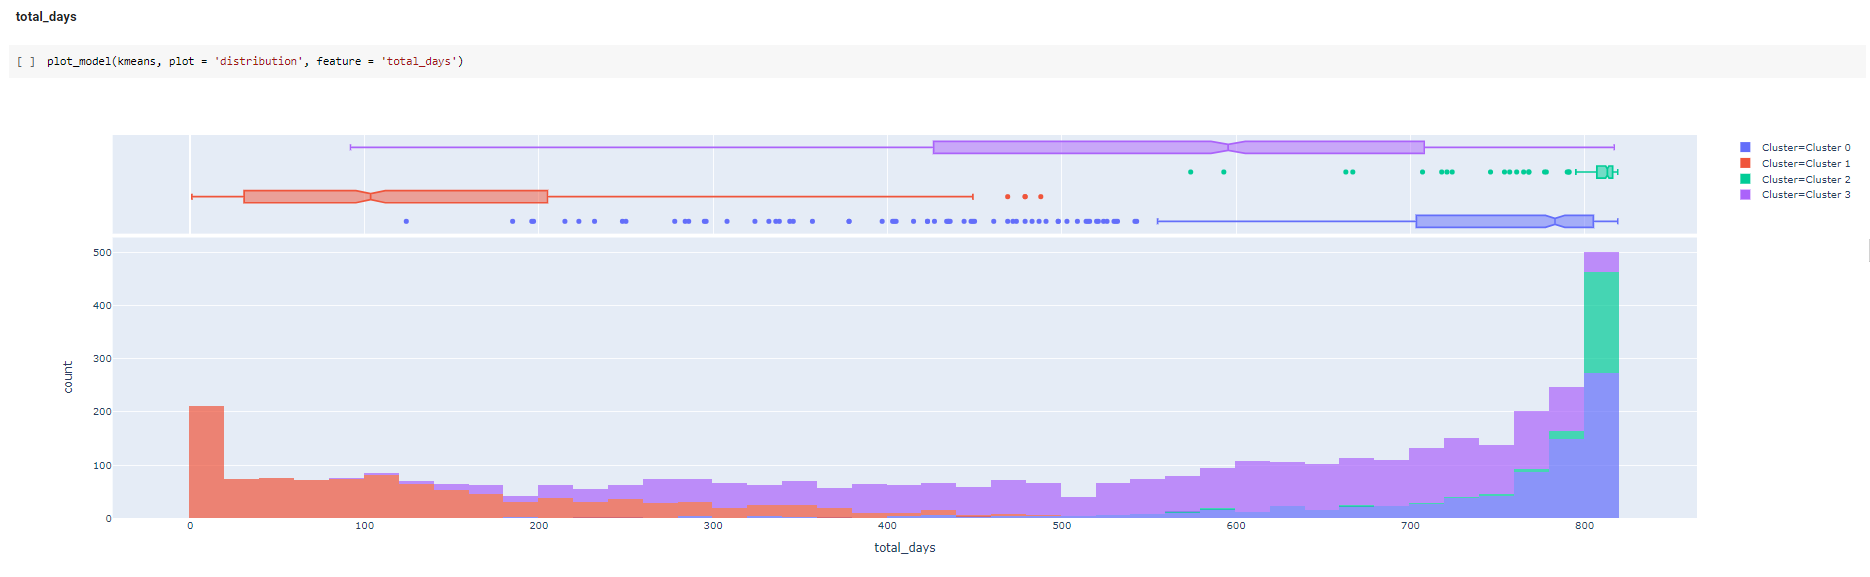 total_days
[ ] plot_model(kmeans, plot = 'distribution', feature = 'total_days')
Cluster=Cluster 0
Cluster=Cluster 1
Cluster=Cluster 2
Cluster=Cluster 3
500
400
300
200
100
0
count
0 100 200 300 400 500 600 700 800
total_days